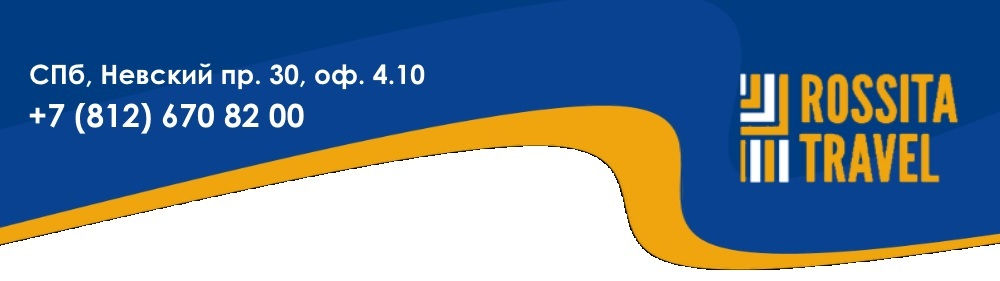 СПб, Невский пр. 30, оф. 4.10
+7 (812) 670 82 00
ROSSITA
TRAVEL